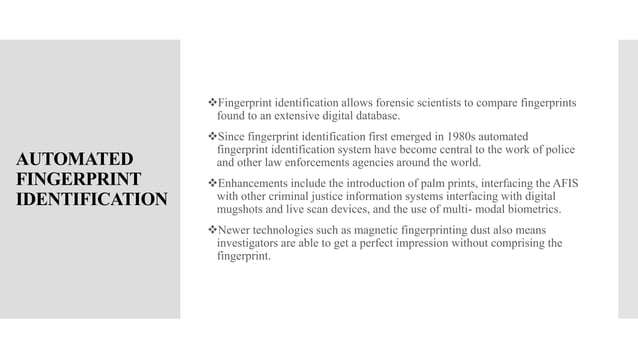 AUTOMATED
FINGERPRINT
IDENTIFICATION
❖Fingerprint identification allows forensic scientists to compare fingerprints
found to an extensive digital database.
❖Since fingerprint identification first emerged in 1980s automated
fingerprint identification system have become central to the work of police
and other law enforcements agencies around the world.
❖Enhancements include the introduction of palm prints, interfacing the AFIS
with other criminal justice information systems interfacing with digital
mugshots and live scan devices, and the use of multi- modal biometrics.
❖Newer technologies such as magnetic fingerprinting dust also means
investigators are able to get a perfect impression without comprising the
fingerprint.